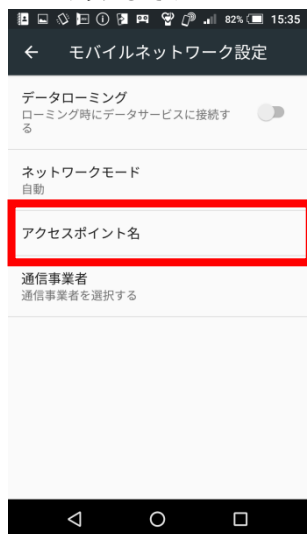 82% 15:35
モバイルネットワーク設定
データローミング
ローミング時にデータサービスに接続す
る
ネットワークモード
自動
アクセスポイント名
通信事業者
通信事業者を選択する